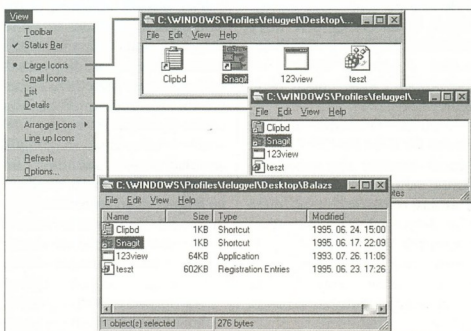 View
Toolbar
Status Bar
Large Icons
Small Icons
List
Details
Arrange Icons
Line up Icons
Refresh
Options...
C:\WINDOWS\Profiles\felugyel\Desktop\...
File Edit View Help
Clipbd Snagit 123view teszt
C:\WINDOWS\Profiles\felugyel\...
File Edit View Help
Clipbd
Snagit
123view
teszt
C:\WINDOWS\Profiles\felugyel\Desktop\Balazs
File Edit View Help
Name Size Type Modified
Clipbd 1KB Shortcut 1995. 06. 24. 15:00
Snagit 1KB Shortcut 1995. 06. 17. 22:09
123view 64KB Application 1993. 07. 26. 11:06
teszt 602KB Registration Entries 1995. 06. 23. 17:26
1 object(s) selected 276 bytes